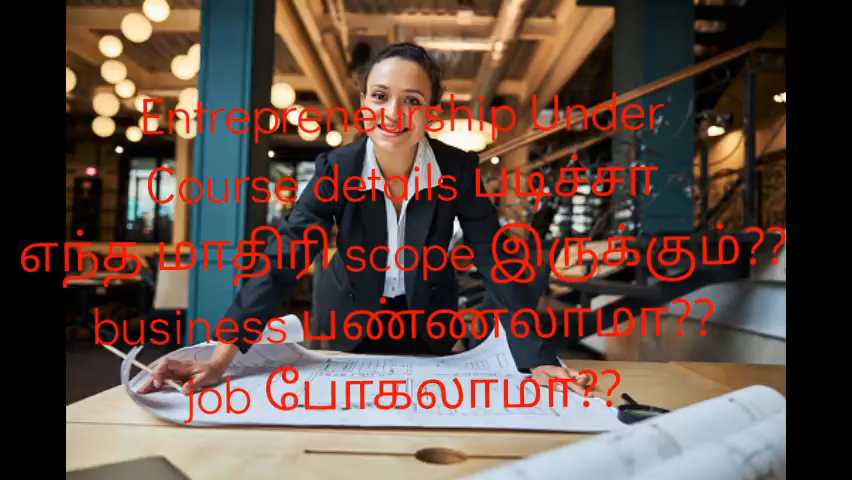 Entrepreneurship Under
Course details படிச்சா
எந்த மாதிரி scope இருக்கும்??
business பண்ணலாமா??
job போகலாமா??